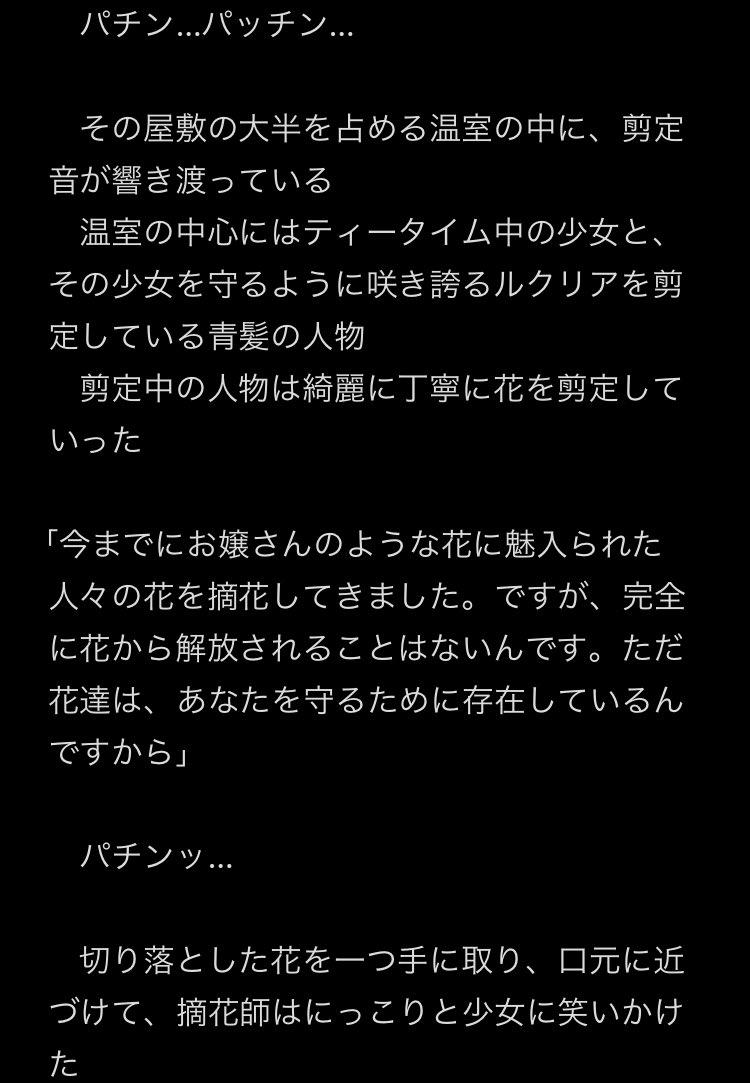 パチン…パッチン…
その屋敷の大半を占める温室の中に、剪定
音が響き渡っている
温室の中心にはティータイム中の少女と、
その少女を守るように咲き誇るルクリアを剪
定している青髪の人物
剪定中の人物は綺麗に丁寧に花を剪定して
いった
「今までにお嬢さんのような花に魅入られた
人々の花を摘花してきました。ですが、完全
に花から解放されることはないんです。ただ
花達は、あなたを守るために存在しているん
ですから」
パチンッ…
切り落とした花を一つ手に取り、口元に近
づけて、摘花師はにっこりと少女に笑いかけ
た